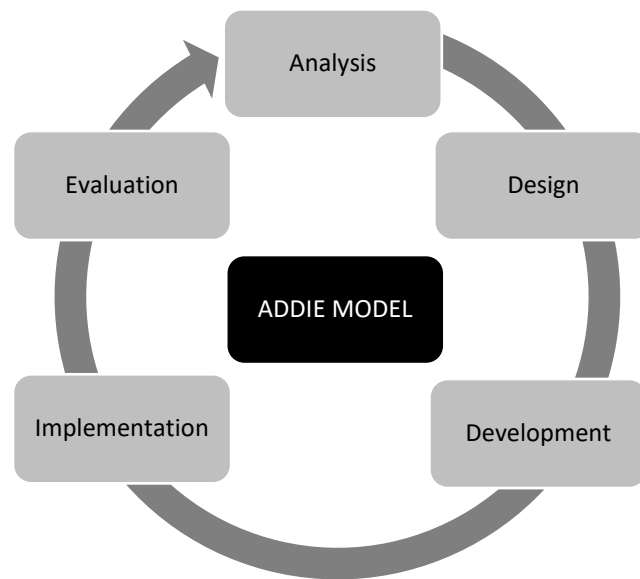 Analysis
Design
Development
Implementation
Evaluation
ADDIE MODEL